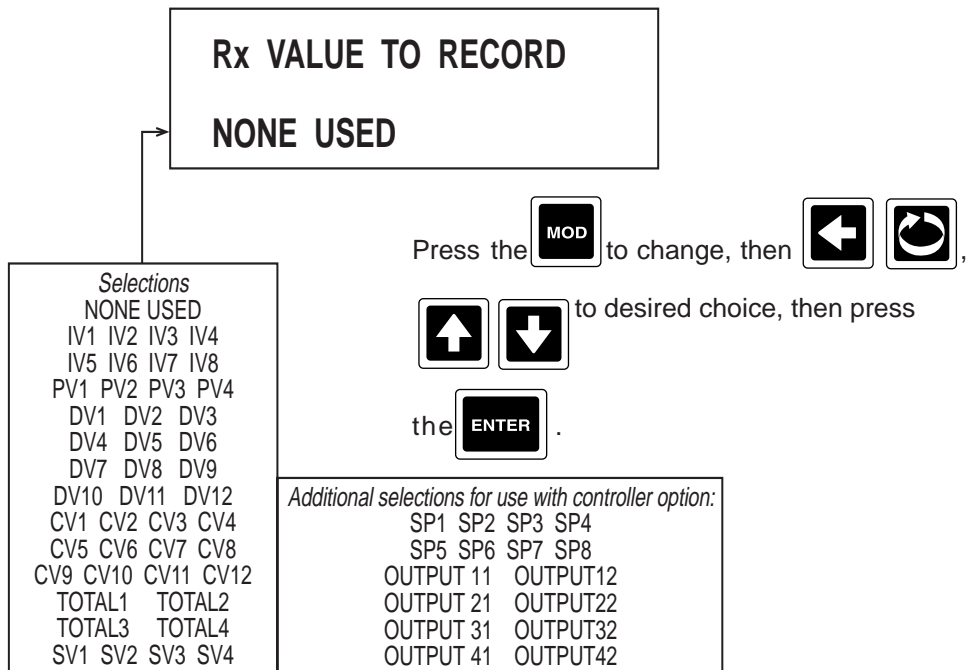 Rx VALUE TO RECORD
NONE USED
Press the MOD to change, then ,
to desired choice, then press
the ENTER .
Selections
NONE USED
IV1 IV2 IV3 IV4
IV5 IV6 IV7 IV8
PV1 PV2 PV3 PV4
DV1 DV2 DV3
DV4 DV5 DV6
DV7 DV8 DV9
DV10 DV11 DV12
CV1 CV2 CV3 CV4
CV5 CV6 CV7 CV8
CV9 CV10 CV11 CV12
TOTAL1 TOTAL2
TOTAL3 TOTAL4
SV1 SV2 SV3 SV4
Additional selections for use with controller option:
SP1 SP2 SP3 SP4
SP5 SP6 SP7 SP8
OUTPUT 11 OUTPUT12
OUTPUT 21 OUTPUT22
OUTPUT 31 OUTPUT32
OUTPUT 41 OUTPUT42